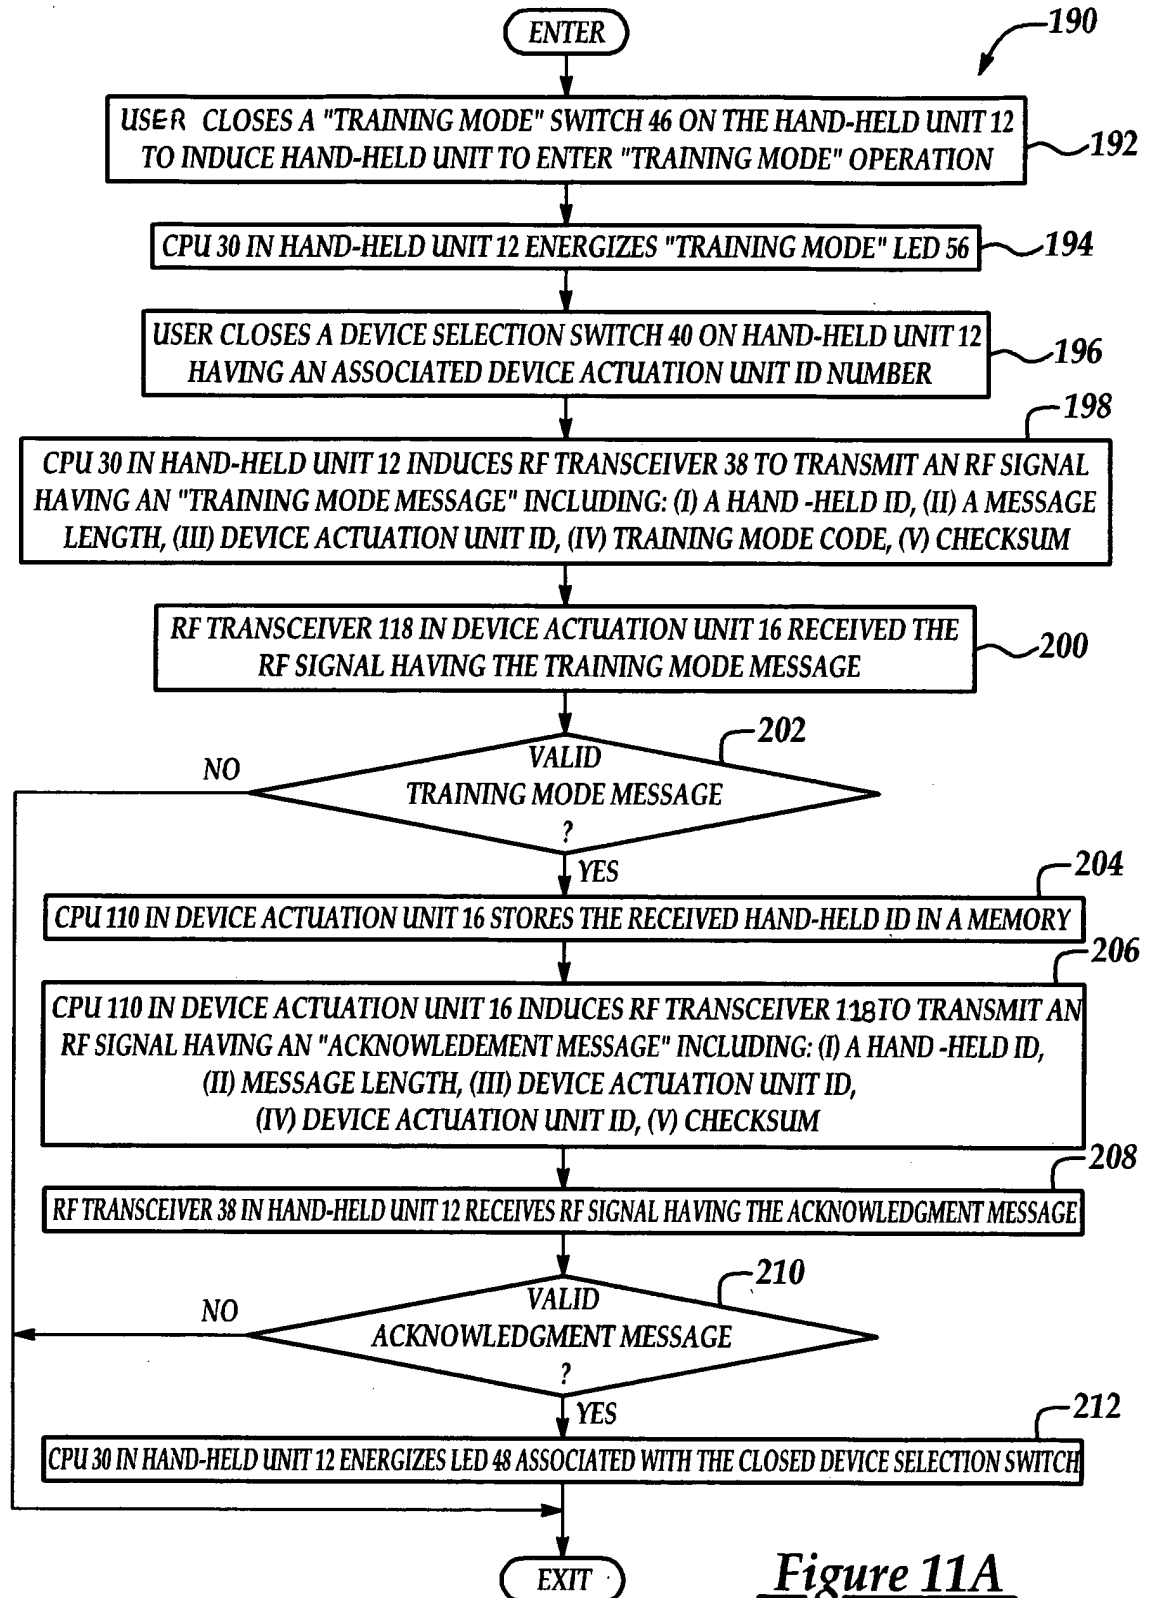 ENTER
190
USER CLOSES A "TRAINING MODE" SWITCH 46 ON THE HAND-HELD UNIT 12
TO INDUCE HAND-HELD UNIT TO ENTER "TRAINING MODE" OPERATION
192
CPU 30 IN HAND-HELD UNIT 12 ENERGIZES "TRAINING MODE" LED 56
194
USER CLOSES A DEVICE SELECTION SWITCH 40 ON HAND-HELD UNIT 12
HAVING AN ASSOCIATED DEVICE ACTUATION UNIT ID NUMBER
196
198
CPU 30 IN HAND-HELD UNIT 12 INDUCES RF TRANSCEIVER 38 TO TRANSMIT AN RF SIGNAL
HAVING AN "TRAINING MODE MESSAGE" INCLUDING: (I) A HAND -HELD ID, (II) A MESSAGE
LENGTH, (III) DEVICE ACTUATION UNIT ID, (IV) TRAINING MODE CODE, (V) CHECKSUM
RF TRANSCEIVER 118 IN DEVICE ACTUATION UNIT 16 RECEIVED THE
RF SIGNAL HAVING THE TRAINING MODE MESSAGE
200
202
VALID
TRAINING MODE MESSAGE
?
NO
YES
204
CPU 110 IN DEVICE ACTUATION UNIT 16 STORES THE RECEIVED HAND-HELD ID IN A MEMORY
206
CPU 110 IN DEVICE ACTUATION UNIT 16 INDUCES RF TRANSCEIVER 118 TO TRANSMIT AN
RF SIGNAL HAVING AN "ACKNOWLEDEMENT MESSAGE" INCLUDING: (I) A HAND -HELD ID,
(II) MESSAGE LENGTH, (III) DEVICE ACTUATION UNIT ID,
(IV) DEVICE ACTUATION UNIT ID, (V) CHECKSUM
208
RF TRANSCEIVER 38 IN HAND-HELD UNIT 12 RECEIVES RF SIGNAL HAVING THE ACKNOWLEDGMENT MESSAGE
210
VALID
ACKNOWLEDGMENT MESSAGE
?
NO
YES
212
CPU 30 IN HAND-HELD UNIT 12 ENERGIZES LED 48 ASSOCIATED WITH THE CLOSED DEVICE SELECTION SWITCH
EXIT
Figure 11A